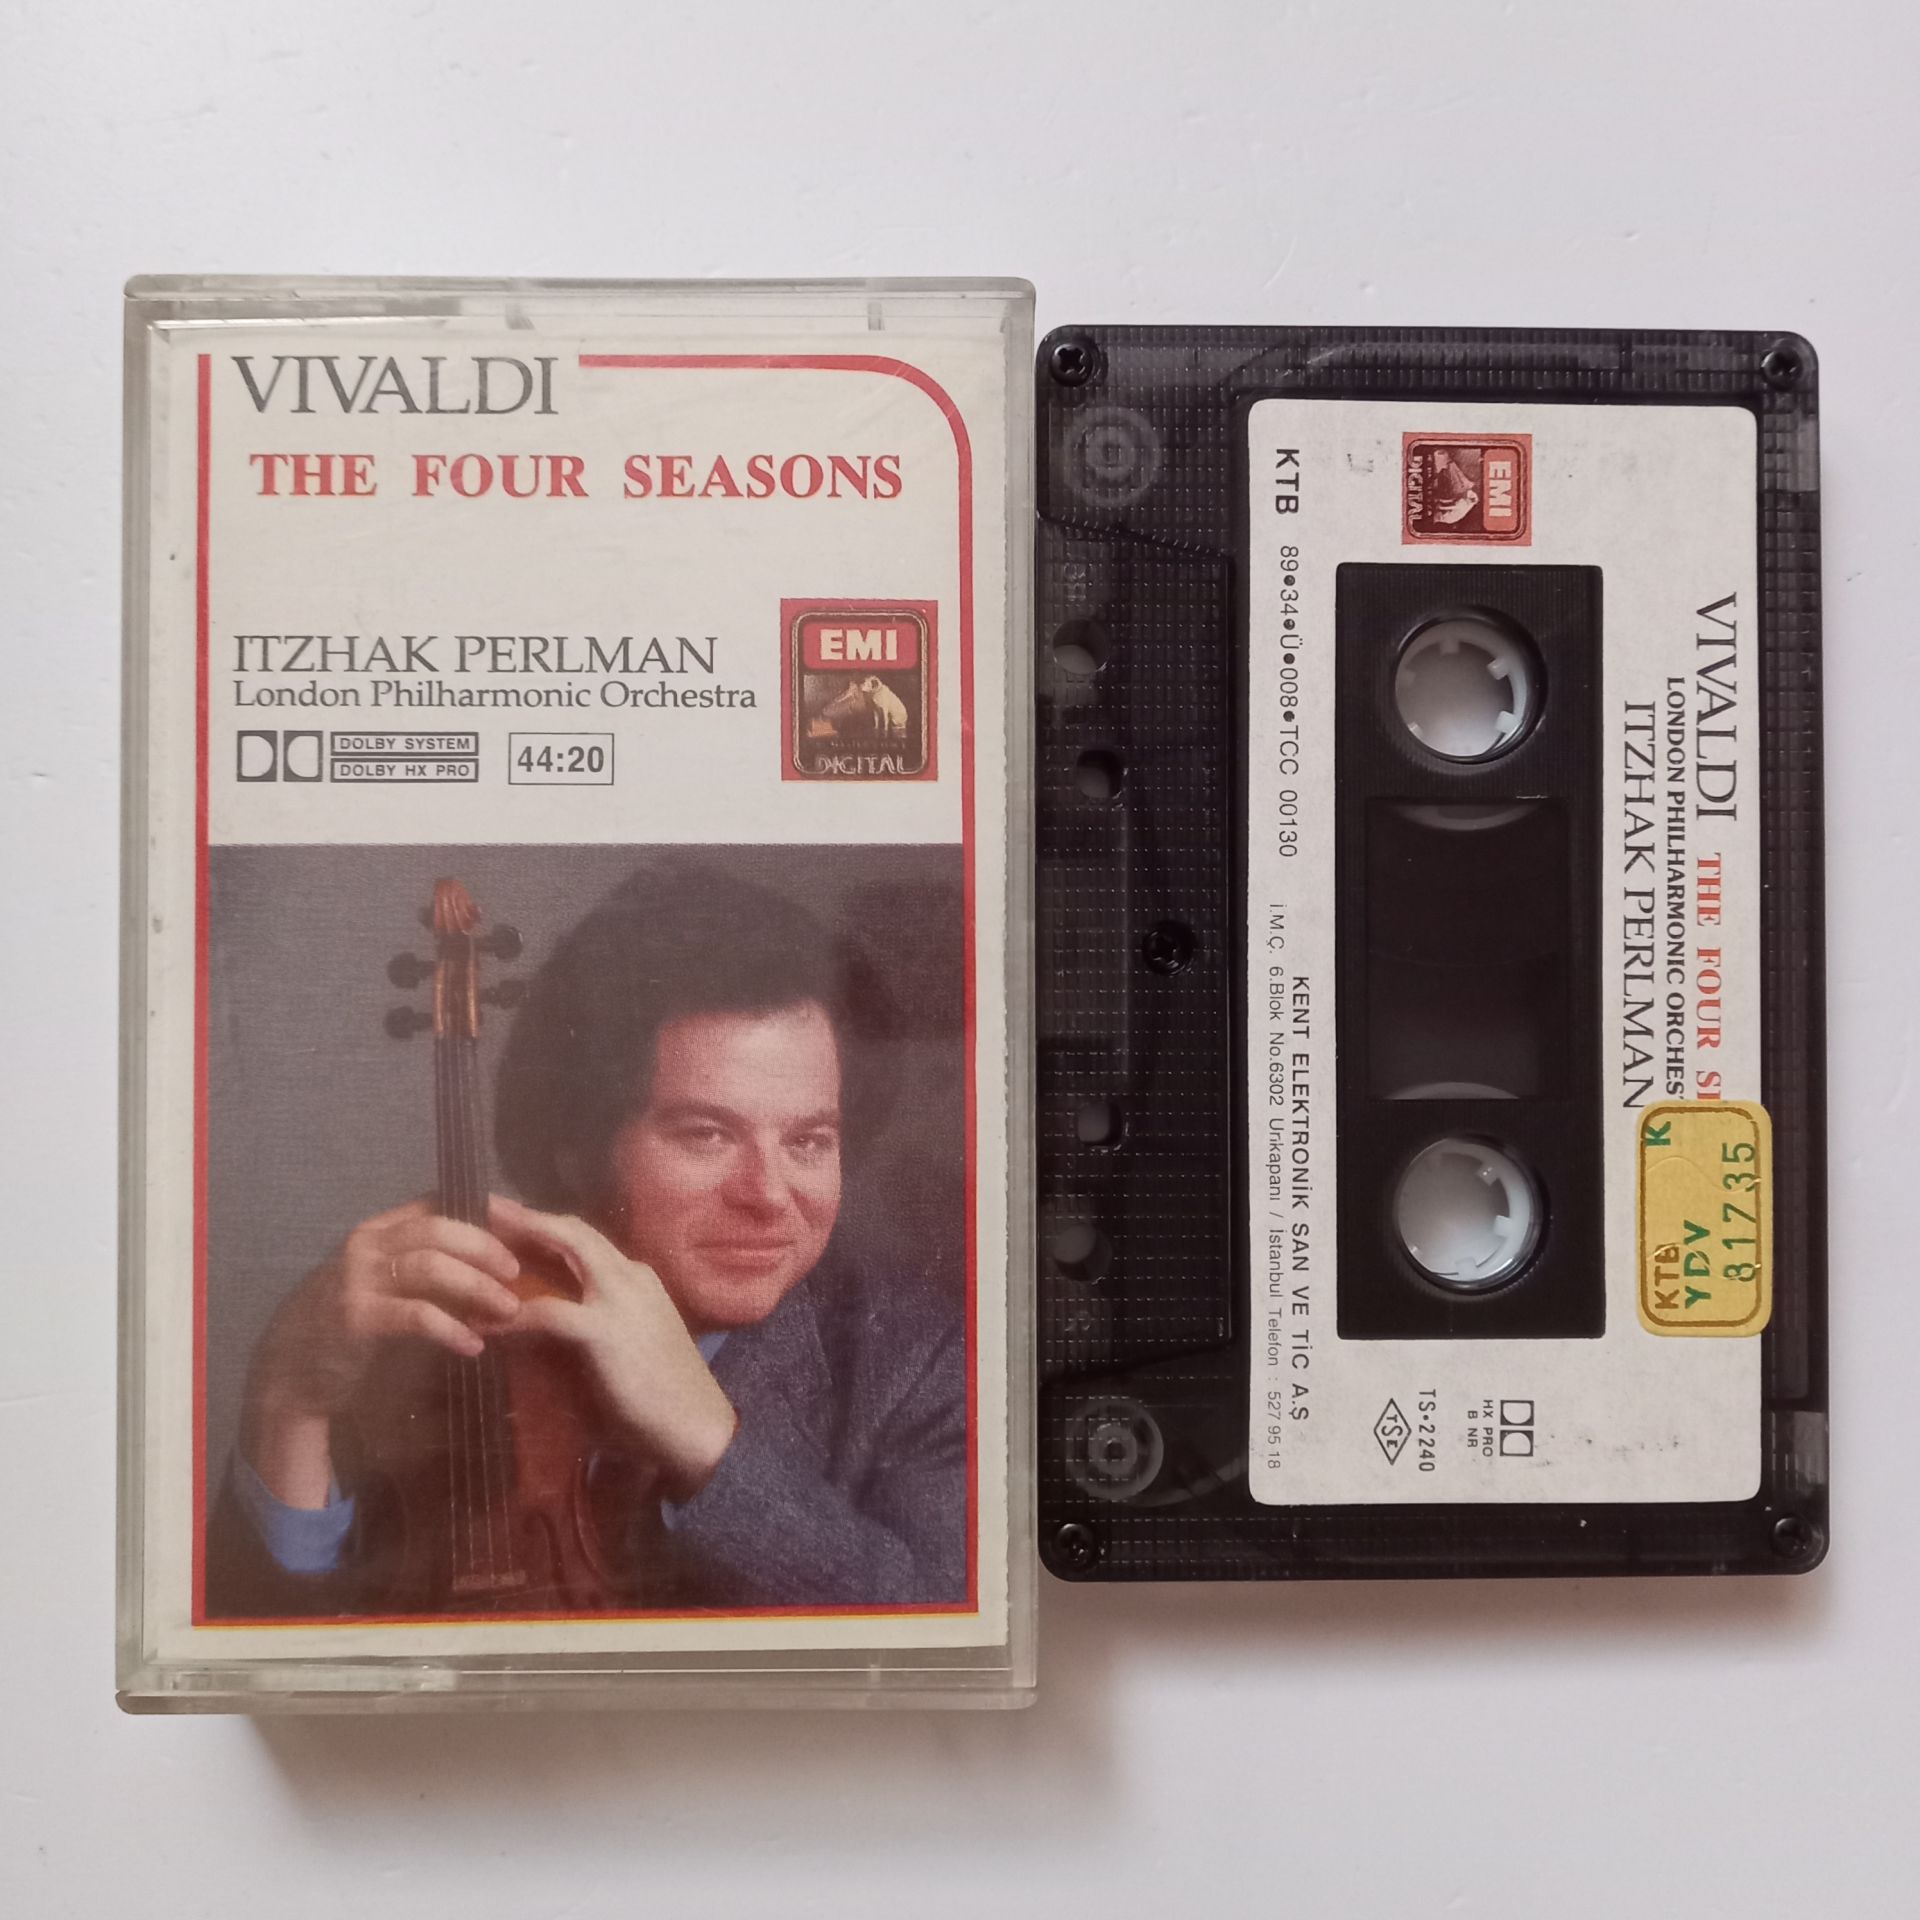 VIVALDI
THE FOUR SEASONS
ITZHAK PERLMAN
London Philharmonic Orchestra
DOLBY SYSTEM
DOLBY HX PRO
44:20
EMI
DIGITAL
EMI
DIGITAL
VIVALDI THE FOUR
LONDON PHILHARMONIC ORCHEST
ITZHAK PERLMAN
KTB
YDV K
81735
HX PRO
B NR
TS•2240
TSE
KTB 89•34•Ü•008•TCC 00130
KENT ELEKTRONİK SAN VE TİC A.Ş
İ.M.Ç. 6.Blok No.6302 Unkapanı / İstanbul Telefon : 527 95 18